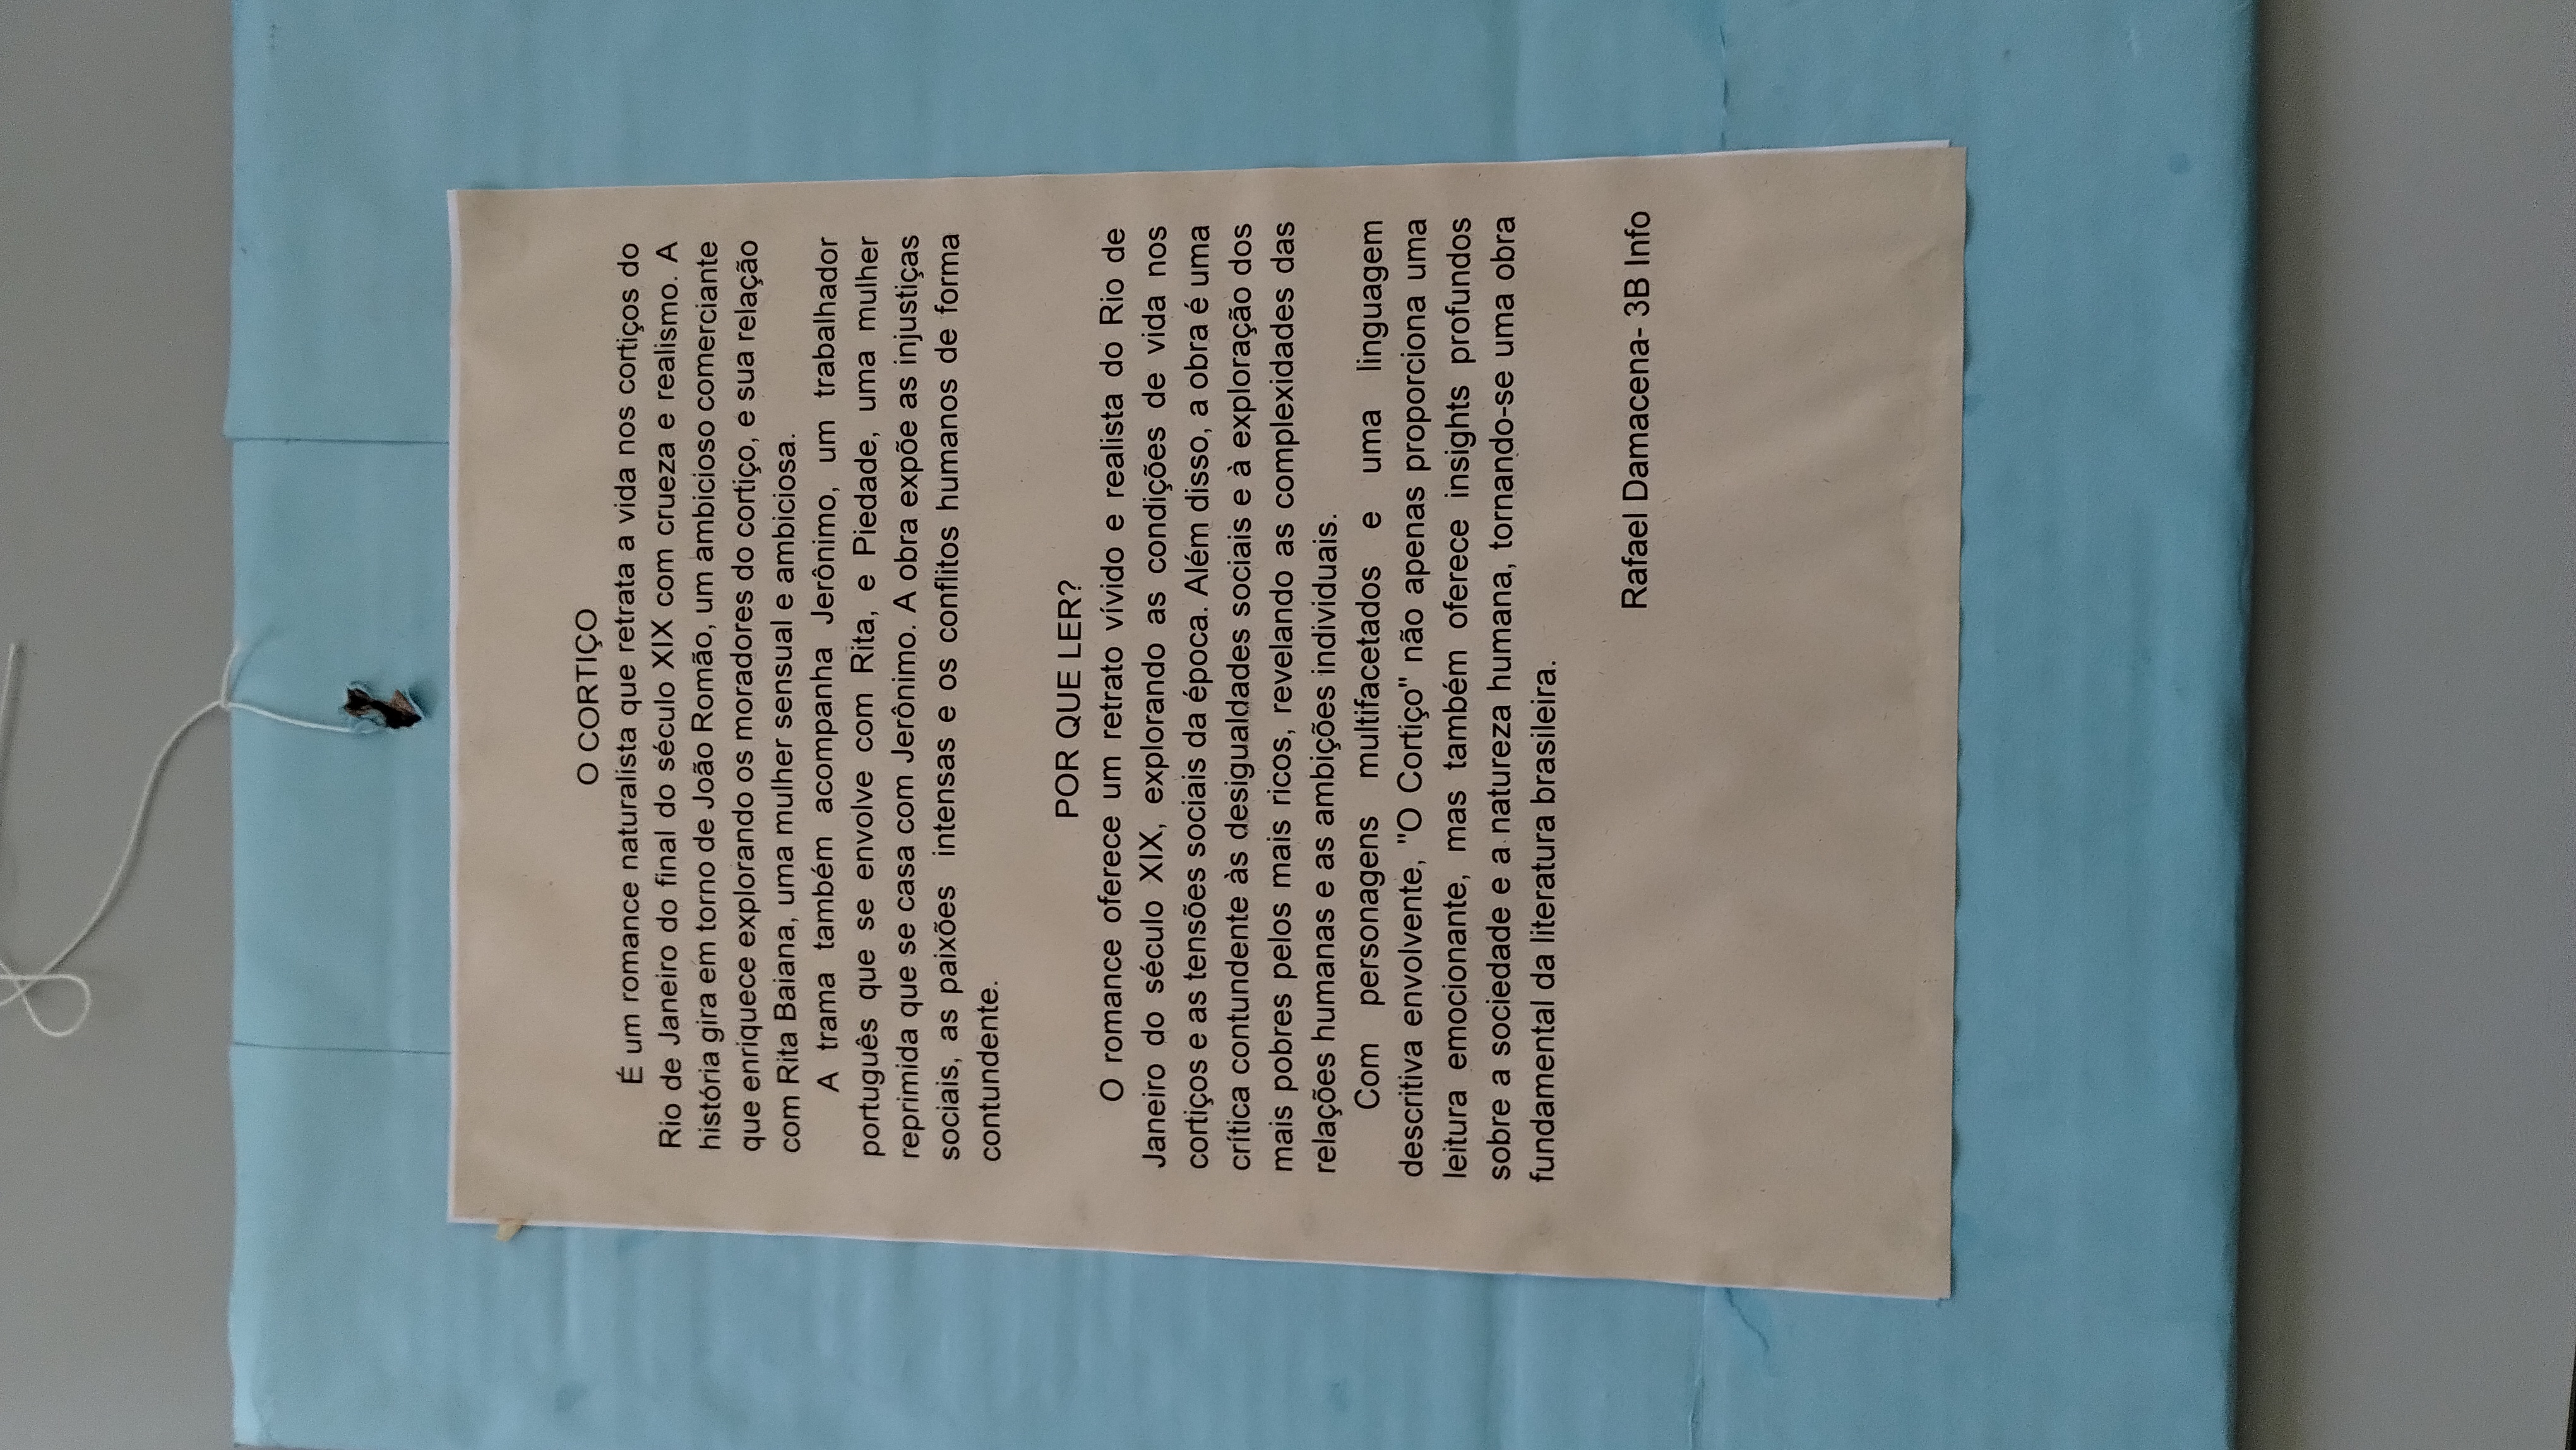 O CORTIÇO
É um romance naturalista que retrata a vida nos cortiços do
Rio de Janeiro do final do século XIX com crueza e realismo. A
história gira em torno de João Romão, um ambicioso comerciante
que enriquece explorando os moradores do cortiço, e sua relação
com Rita Baiana, uma mulher sensual e ambiciosa.
A trama também acompanha Jerônimo, um trabalhador
português que se envolve com Rita, e Piedade, uma mulher
reprimida que se casa com Jerônimo. A obra expõe as injustiças
sociais, as paixões intensas e os conflitos humanos de forma
contundente.
POR QUE LER?
O romance oferece um retrato vívido e realista do Rio de
Janeiro do século XIX, explorando as condições de vida nos
cortiços e as tensões sociais da época. Além disso, a obra é uma
crítica contundente às desigualdades sociais e à exploração dos
mais pobres pelos mais ricos, revelando as complexidades das
relações humanas e as ambições individuais.
Com personagens multifacetados e uma linguagem
descritiva envolvente, "O Cortiço" não apenas proporciona uma
leitura emocionante, mas também oferece insights profundos
sobre a sociedade e a natureza humana, tornando-se uma obra
fundamental da literatura brasileira.
Rafael Damacena- 3B Info